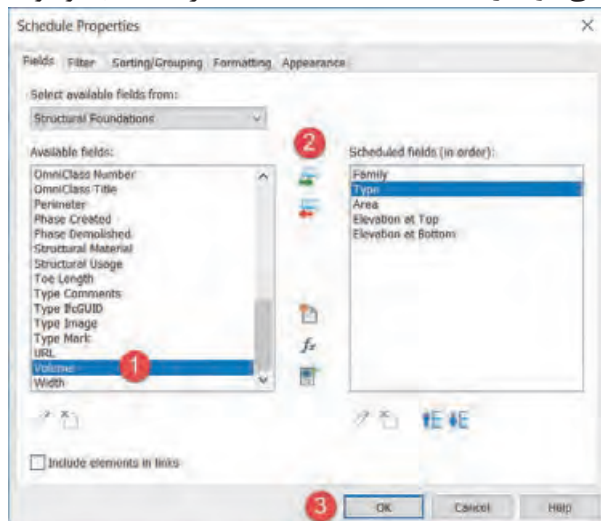 Schedule Properties
Fields Filter Sorting/Grouping Formatting Appearance
Select available fields from:
Structural Foundations
2
Available fields:
Scheduled fields (in order):
OmniClass Number
OmniClass Title
Perimeter
Phase Created
Phase Demolished
Structural Material
Structural Usage
Toe Length
Type Comments
Type IfcGUID
Type Image
Type Mark
URL
Volume
1
Width
Family
Type
Area
Elevation at Top
Elevation at Bottom
fx
Include elements in links
3
OK
Cancel
Help